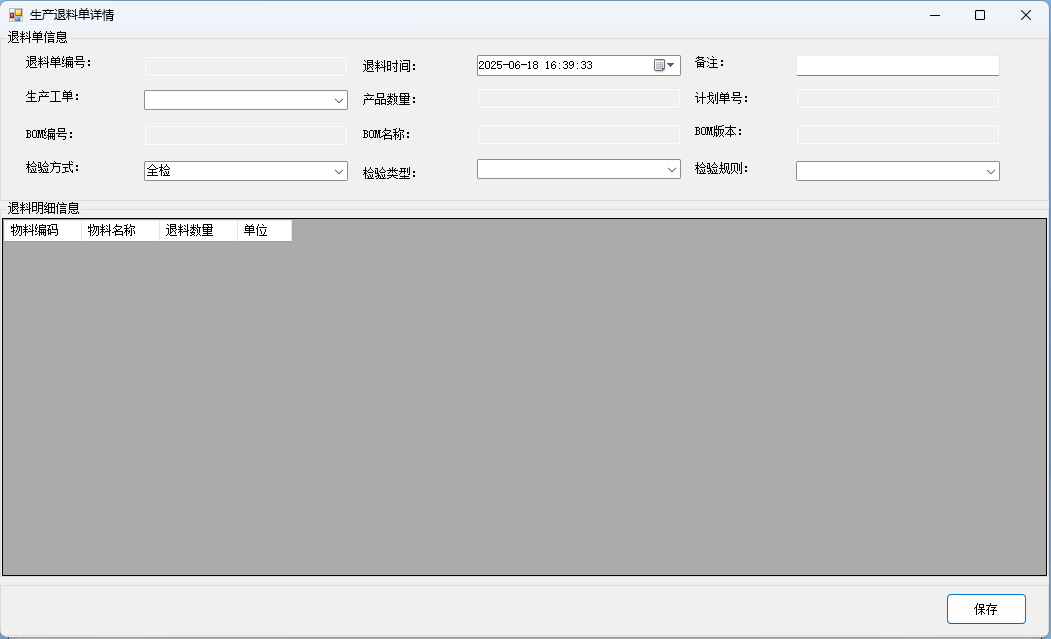 生产退料单详情
退料单信息
退料单编号： 退料时间： 2025-06-18 16:39:33 备注：
生产工单： 产品数量： 计划单号：
BOM编号： BOM名称： BOM版本：
检验方式： 全检 检验类型： 检验规则：
退料明细信息
物料编码 物料名称 退料数量 单位
保存